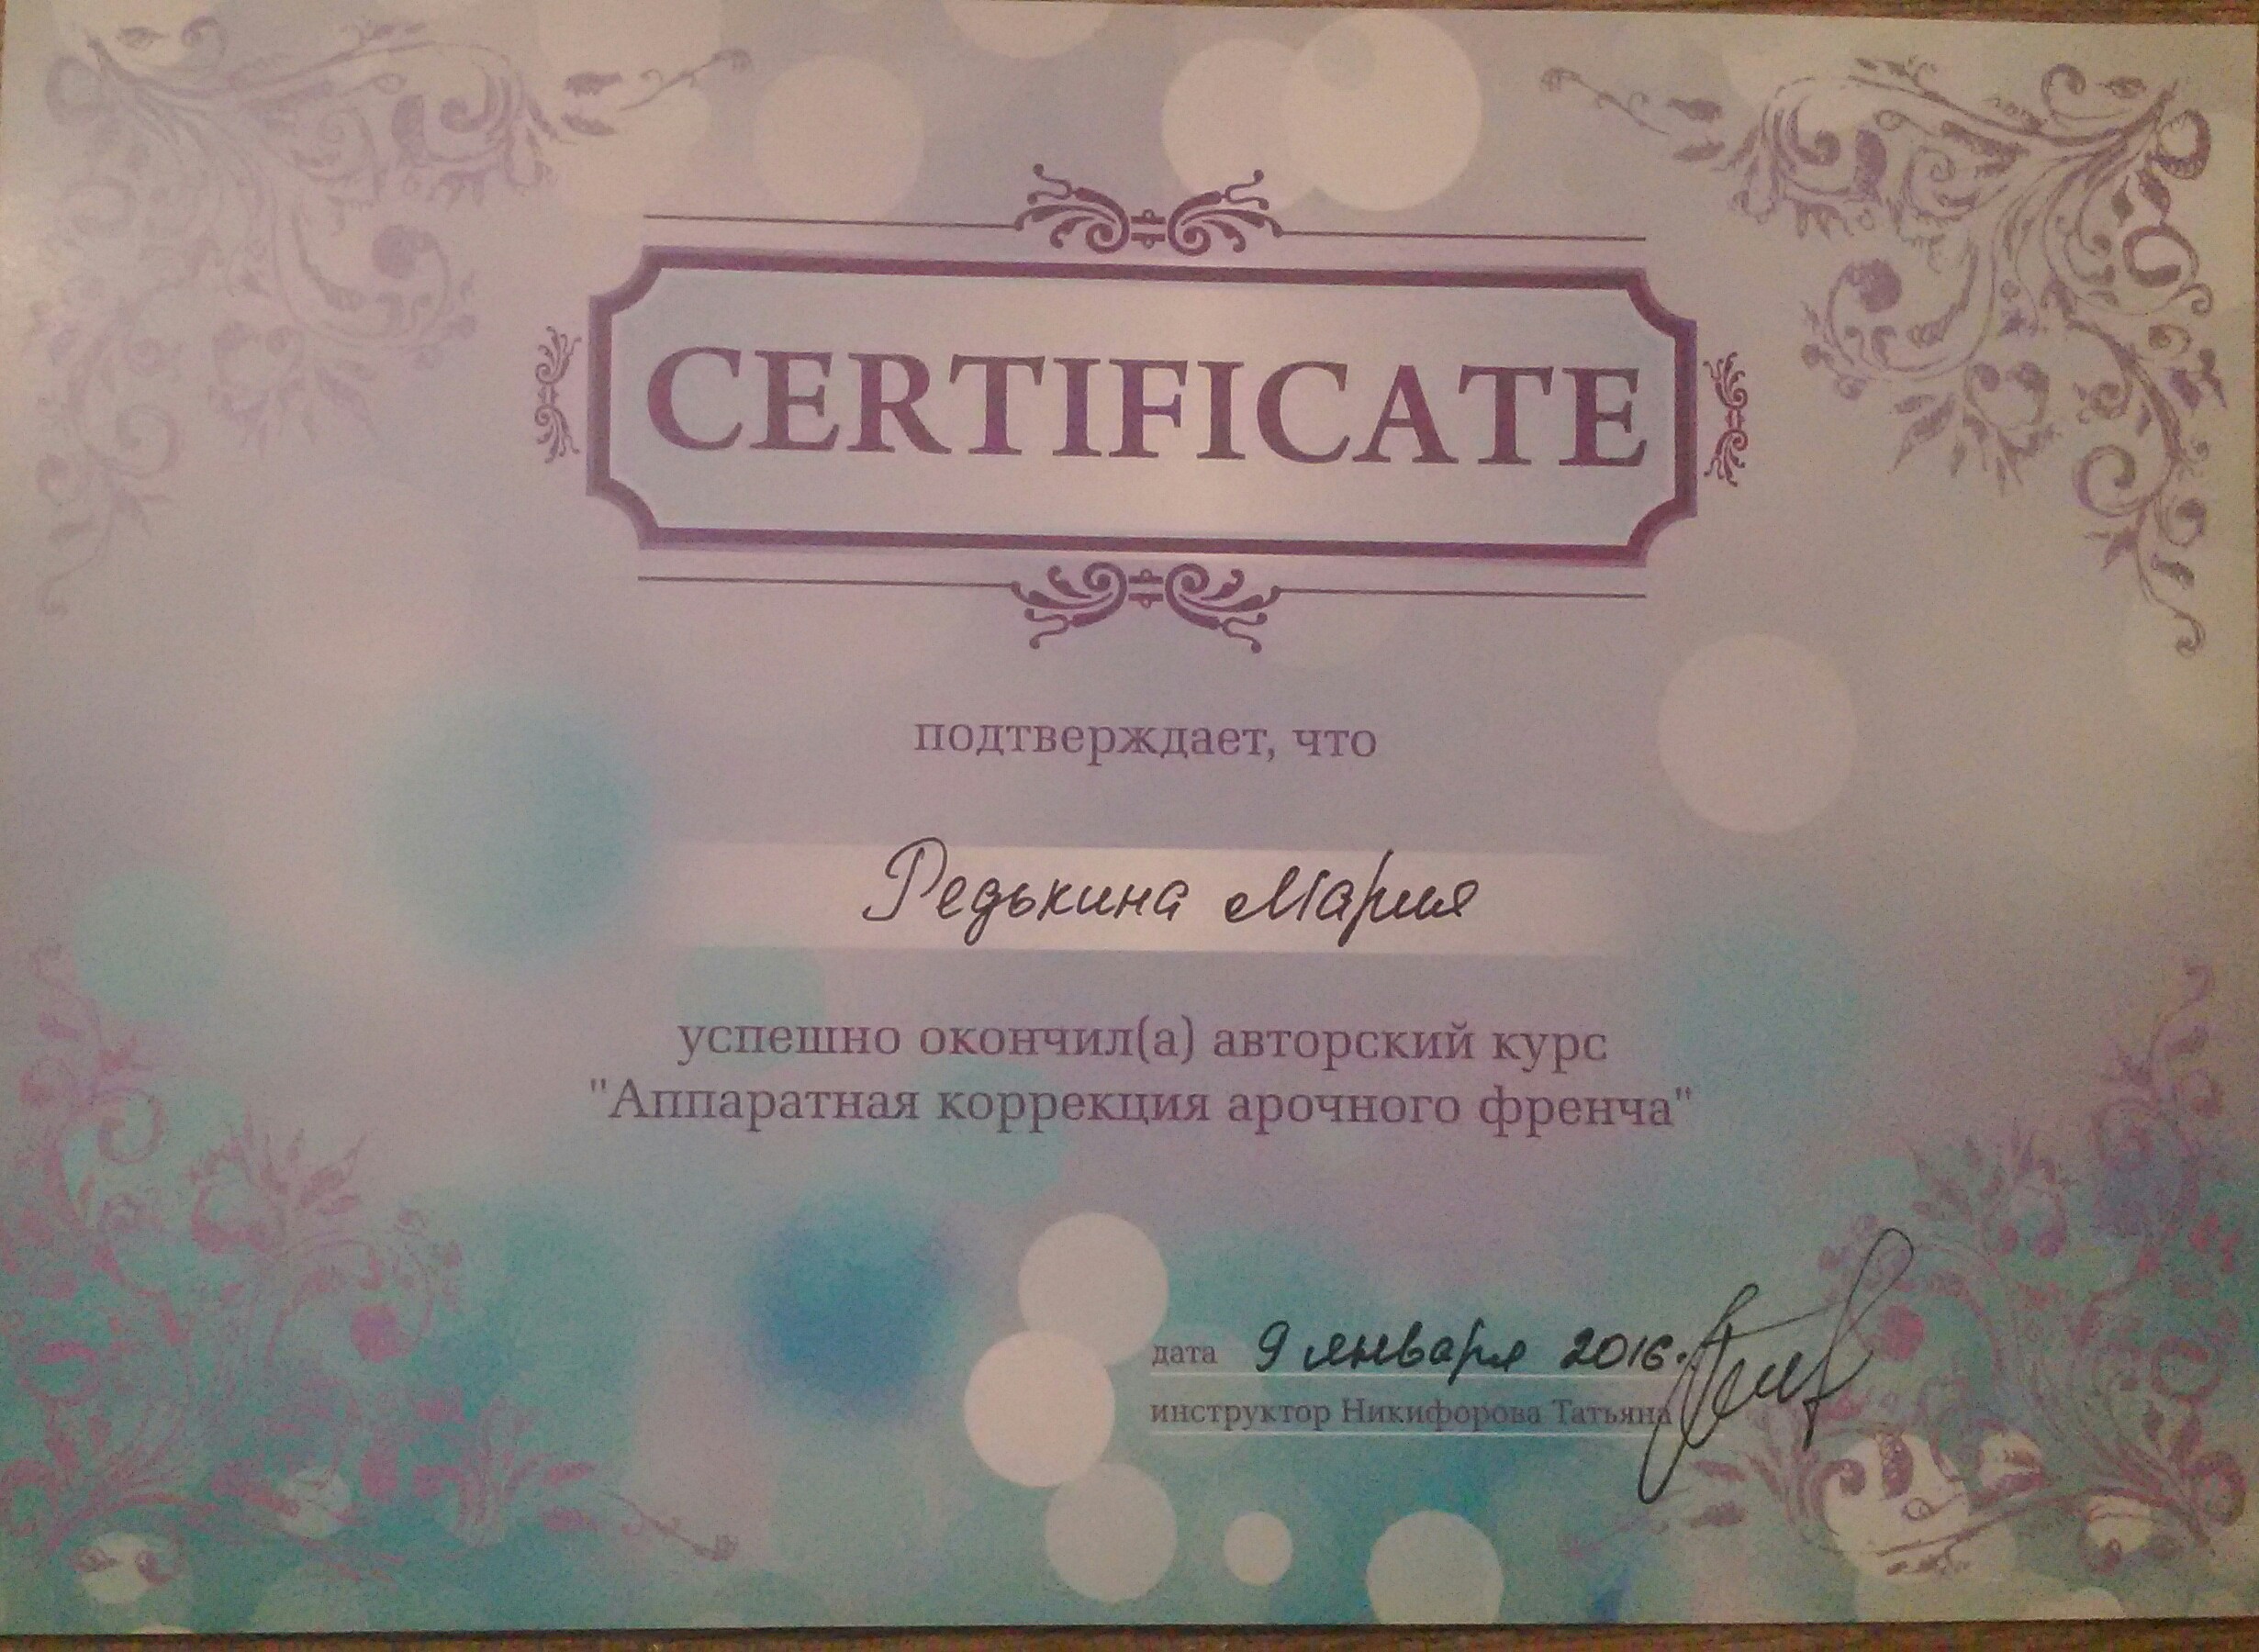 CERTIFICATE
подтверждает, что
Редькина Мария
успешно окончил(а) авторский курс
"Аппаратная коррекция арочного френча"
дата 9 января 2016.
инструктор Никифорова Татьяна